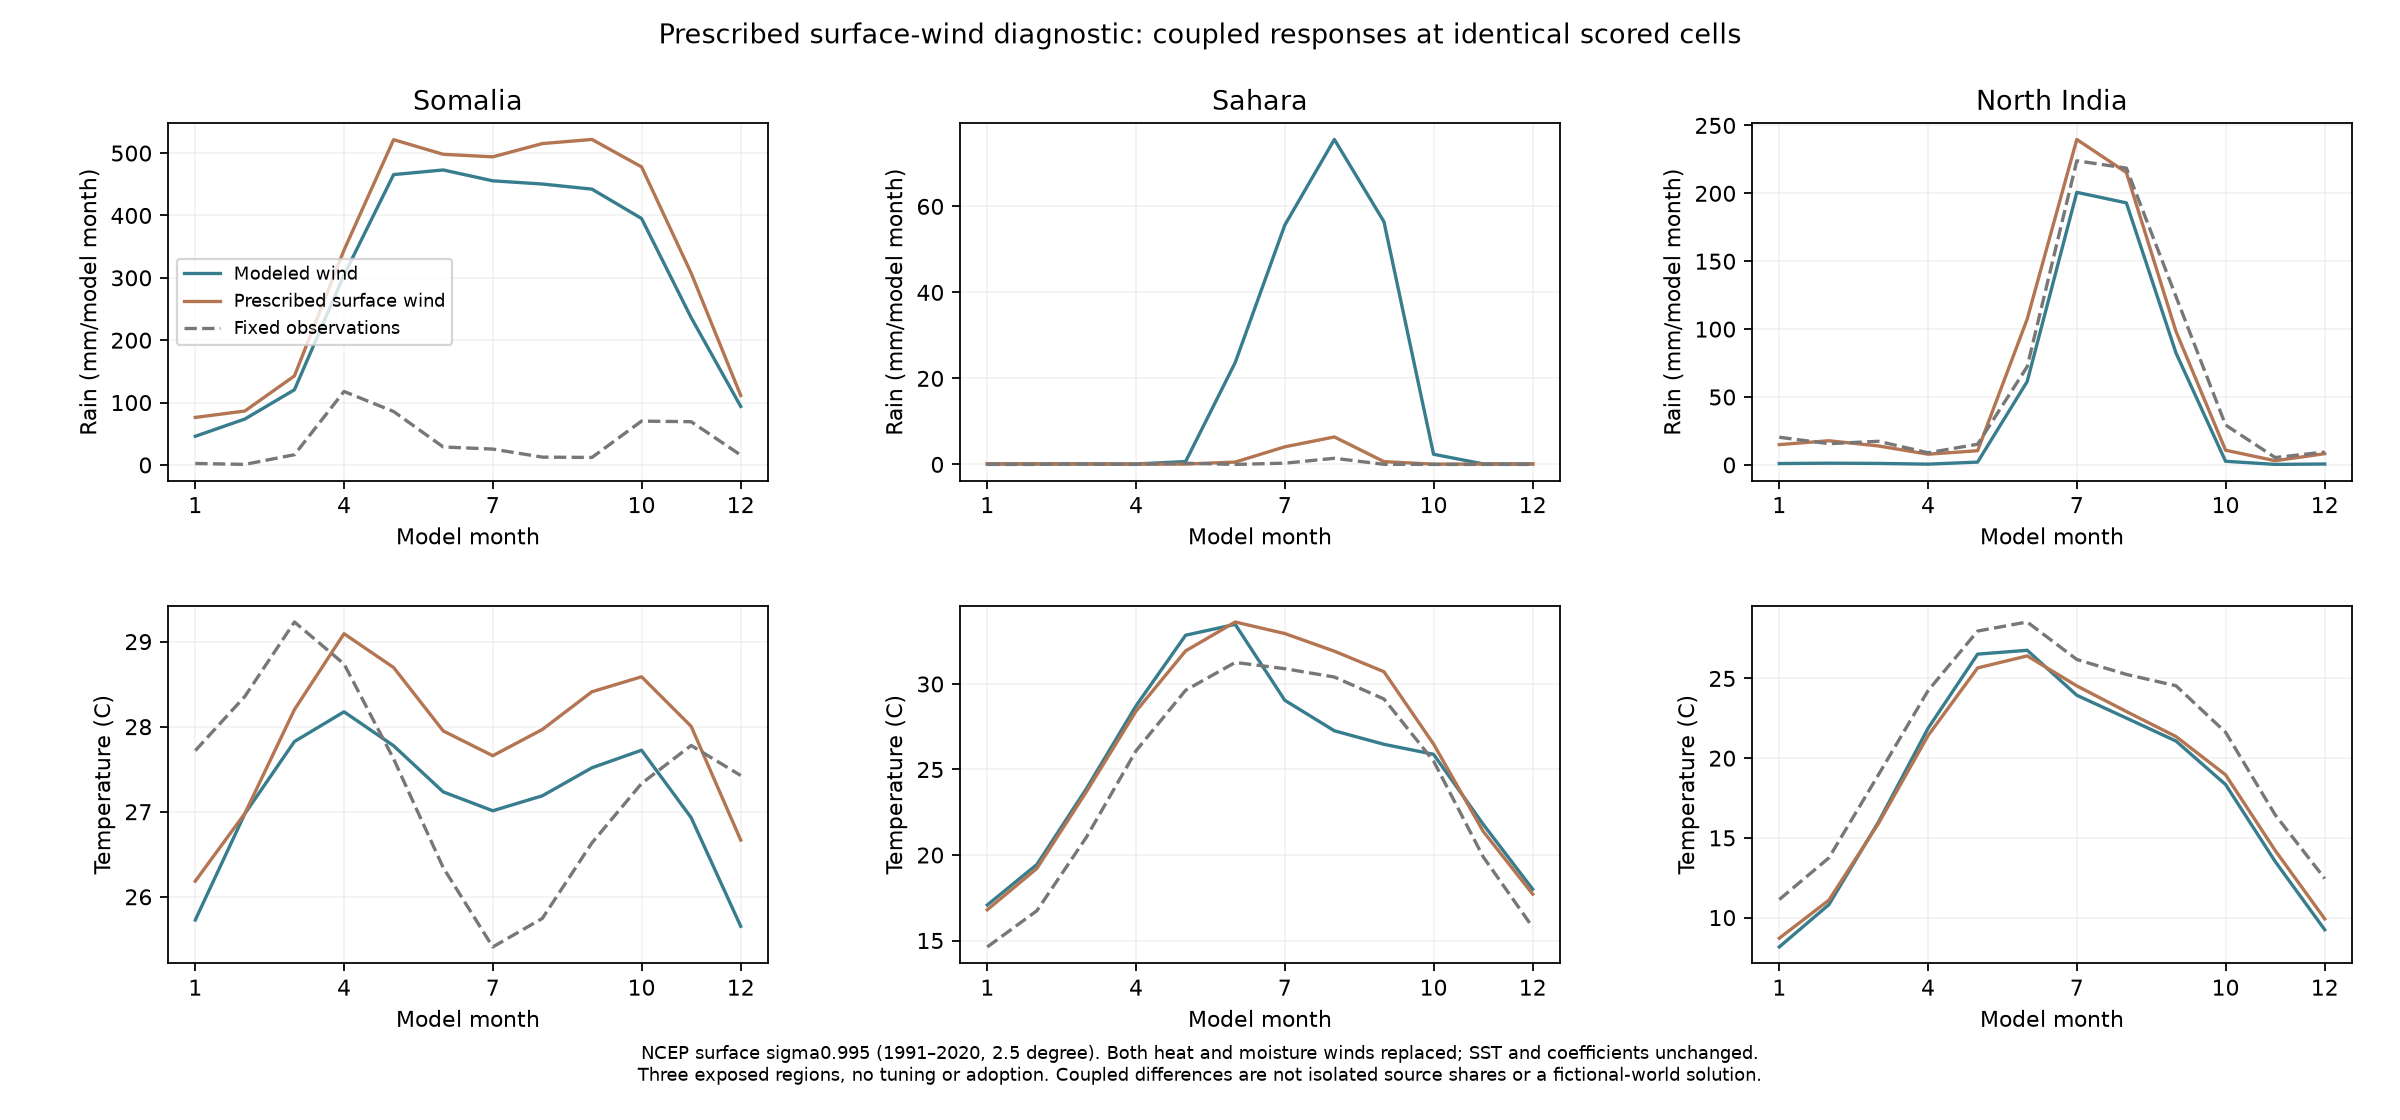 Prescribed surface-wind diagnostic: coupled responses at identical scored cells
Somalia
Rain (mm/model month)
500
400
300
200
100
0
Modeled wind
Prescribed surface wind
Fixed observations
1 4 7 10 12
Model month
Sahara
Rain (mm/model month)
60
40
20
0
1 4 7 10 12
Model month
North India
Rain (mm/model month)
250
200
150
100
50
0
1 4 7 10 12
Model month
Temperature (C)
29
28
27
26
1 4 7 10 12
Model month
Temperature (C)
30
25
20
15
1 4 7 10 12
Model month
Temperature (C)
25
20
15
10
1 4 7 10 12
Model month
NCEP surface sigma0.995 (1991–2020, 2.5 degree). Both heat and moisture winds replaced; SST and coefficients unchanged.
Three exposed regions, no tuning or adoption. Coupled differences are not isolated source shares or a fictional-world solution.